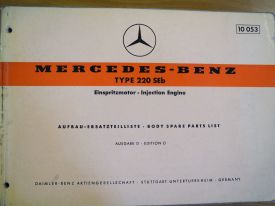 10 053
MERCEDES-BENZ
TYPE 220 SEb
Einspritzmotor - Injection Engine
AUFBAU-ERSATZTEILLISTE · BODY SPARE PARTS LIST
AUSGABE D · EDITION D
DAIMLER-BENZ AKTIENGESELLSCHAFT · STUTTGART-UNTERTÜRKHEIM · GERMANY